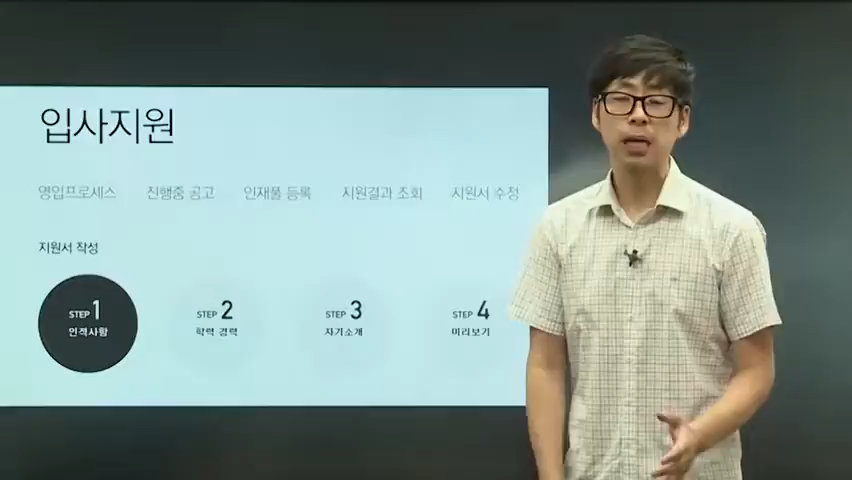 입사지원
영입프로세스 진행중 공고 인재풀 등록 지원결과 조회 지원서 수정
지원서 작성
STEP 1 STEP 2 STEP 3 STEP 4
인적사항 학력 경력 자기소개 미리보기